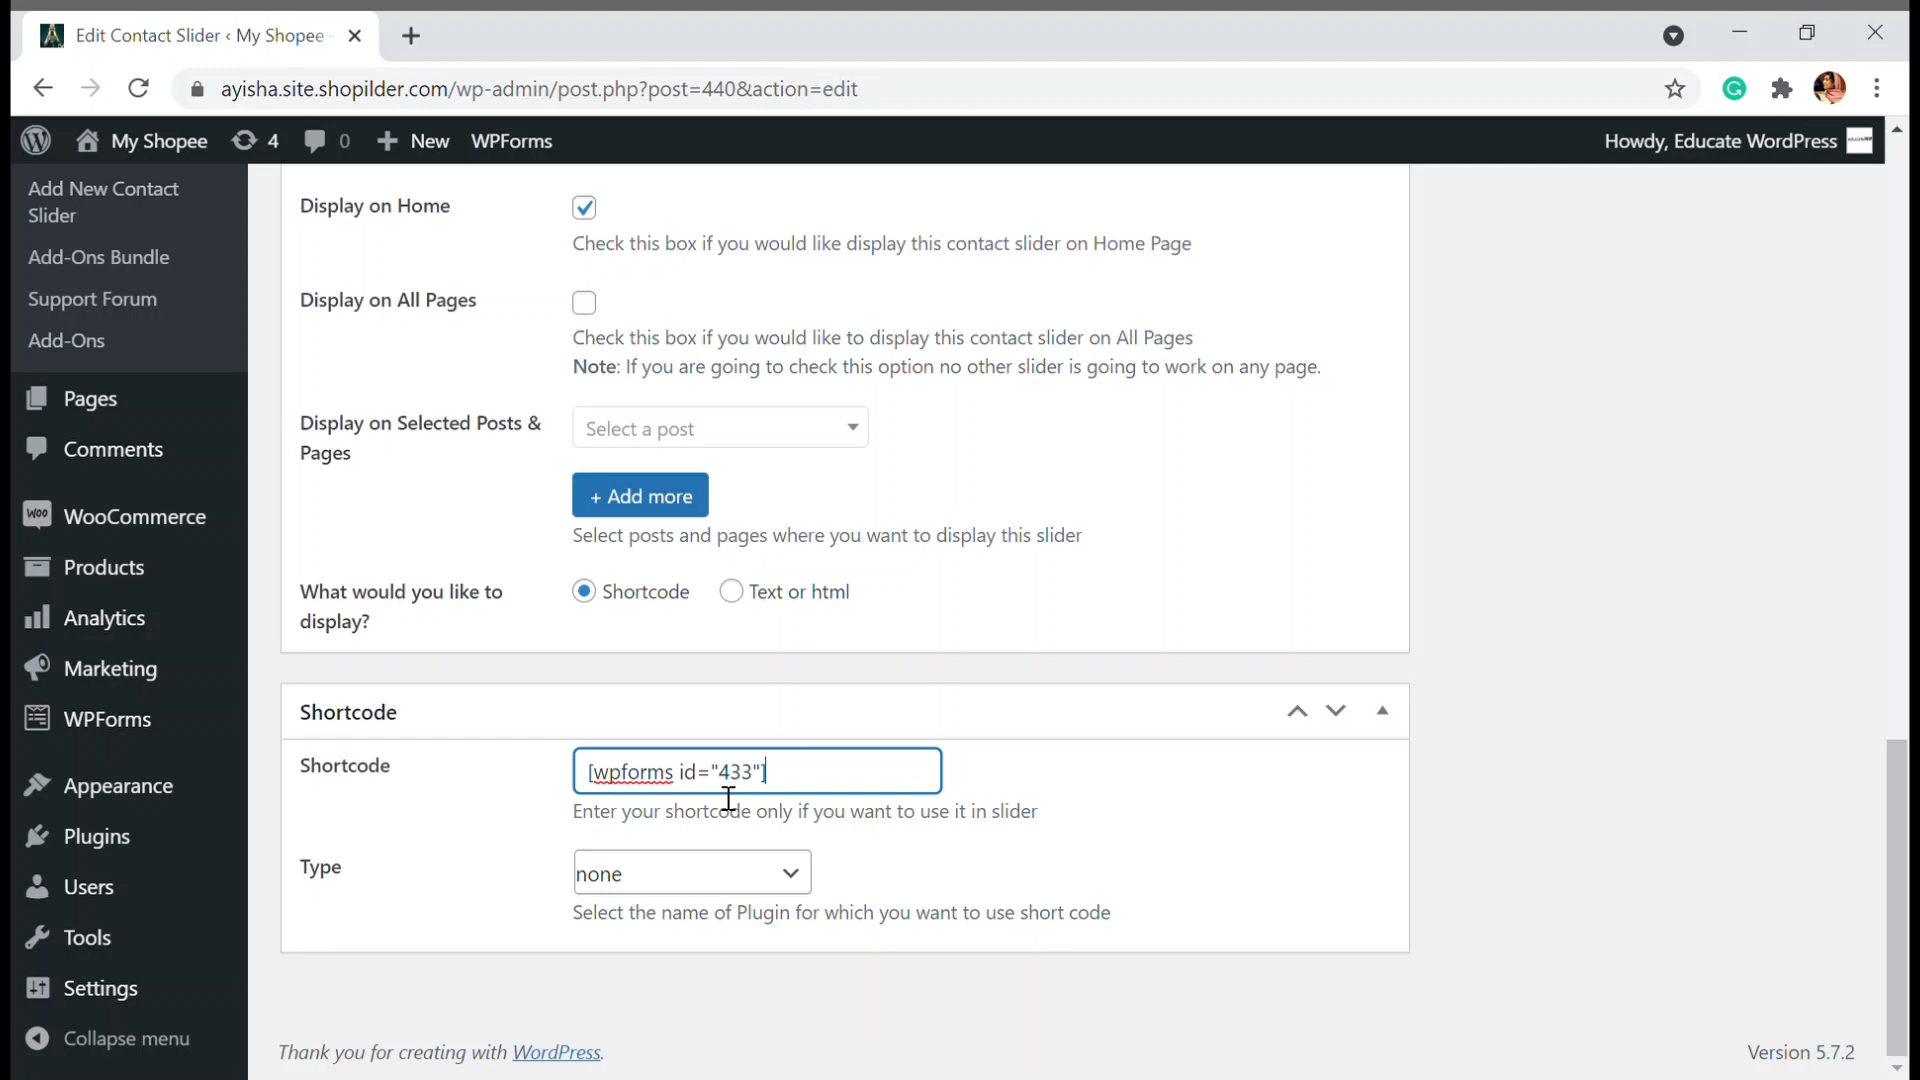 Edit Contact Slider ‹ My Shopee -
ayisha.site.shopilder.com/wp-admin/post.php?post=440&action=edit
My Shopee 4 0 New WPForms Howdy, Educate WordPress
Add New Contact
Slider
Add-Ons Bundle
Support Forum
Add-Ons
Pages
Comments
WooCommerce
Products
Analytics
Marketing
WPForms
Appearance
Plugins
Users
Tools
Settings
Collapse menu
Display on Home
Check this box if you would like display this contact slider on Home Page
Display on All Pages
Check this box if you would like to display this contact slider on All Pages
Note: If you are going to check this option no other slider is going to work on any page.
Display on Selected Posts &
Pages
Select a post
+ Add more
Select posts and pages where you want to display this slider
What would you like to
display?
Shortcode Text or html
Shortcode
Shortcode
[wpforms id="433"]
Enter your shortcode only if you want to use it in slider
Type
none
Select the name of Plugin for which you want to use short code
Thank you for creating with WordPress.
Version 5.7.2